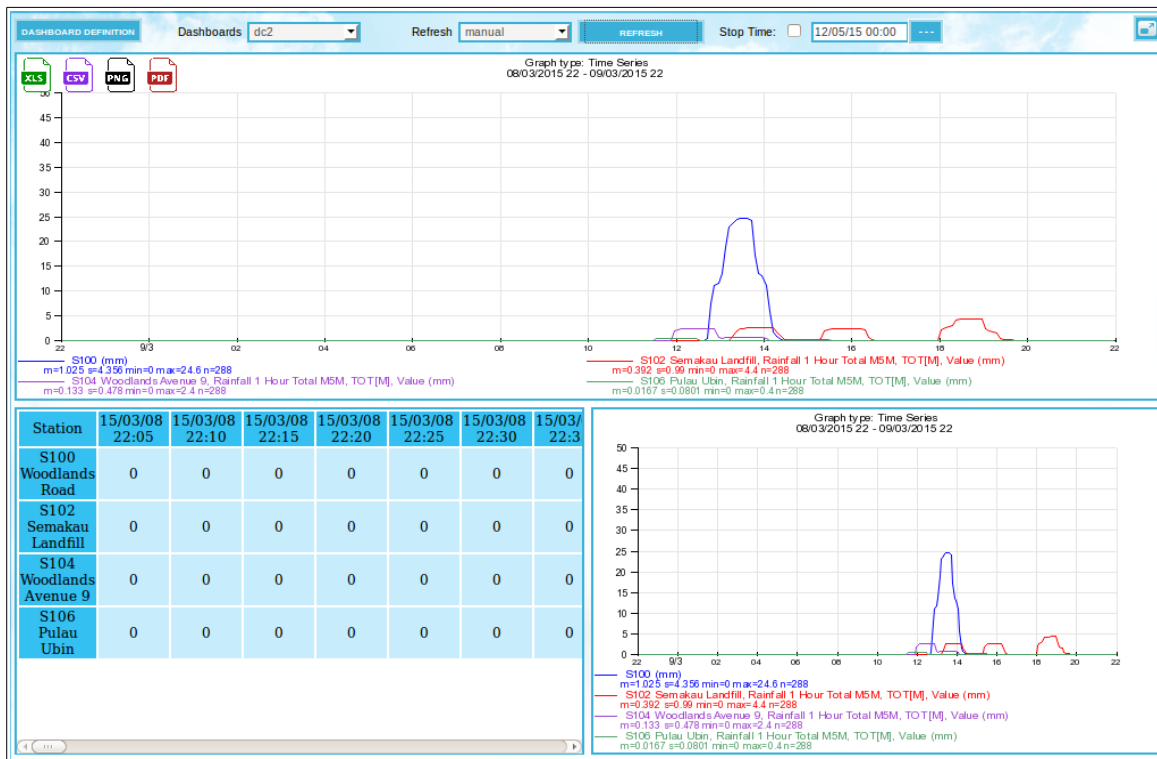 DASHBOARD DEFINITION Dashboards dc2 Refresh manual REFRESH Stop Time: 12/05/15 00:00 ---
XLS CSV PNG PDF
Graph type: Time Series
08/03/2015 22 - 09/03/2015 22
50
45
40
35
30
25
20
15
10
5
0
22 9/3 02 04 06 08 10 12 14 16 18 20 22
S100 (mm)
m=1.025 s=4.356 min=0 max=24.6 n=288
S102 Semakau Landfill, Rainfall 1 Hour Total M5M, TOT[M], Value (mm)
m=0.392 s=0.99 min=0 max=4.4 n=288
S104 Woodlands Avenue 9, Rainfall 1 Hour Total M5M, TOT[M], Value (mm)
m=0.133 s=0.478 min=0 max=2.4 n=288
S106 Pulau Ubin, Rainfall 1 Hour Total M5M, TOT[M], Value (mm)
m=0.0167 s=0.0801 min=0 max=0.4 n=288
Station 15/03/08 15/03/08 15/03/08 15/03/08 15/03/08 15/03/08 15/03/
22:05 22:10 22:15 22:20 22:25 22:30 22:3
S100
Woodlands 0 0 0 0 0 0 0
Road
S102
Semakau 0 0 0 0 0 0 0
Landfill
S104
Woodlands 0 0 0 0 0 0 0
Avenue 9
S106
Pulau 0 0 0 0 0 0 0
Ubin
Graph type: Time Series
08/03/2015 22 - 09/03/2015 22
50
45
40
35
30
25
20
15
10
5
0
22 9/3 02 04 06 08 10 12 14 16 18 20 22
S100 (mm)
m=1.025 s=4.356 min=0 max=24.6 n=288
S102 Semakau Landfill, Rainfall 1 Hour Total M5M, TOT[M], Value (mm)
m=0.392 s=0.99 min=0 max=4.4 n=288
S104 Woodlands Avenue 9, Rainfall 1 Hour Total M5M, TOT[M], Value (mm)
m=0.133 s=0.478 min=0 max=2.4 n=288
S106 Pulau Ubin, Rainfall 1 Hour Total M5M, TOT[M], Value (mm)
m=0.0167 s=0.0801 min=0 max=0.4 n=288